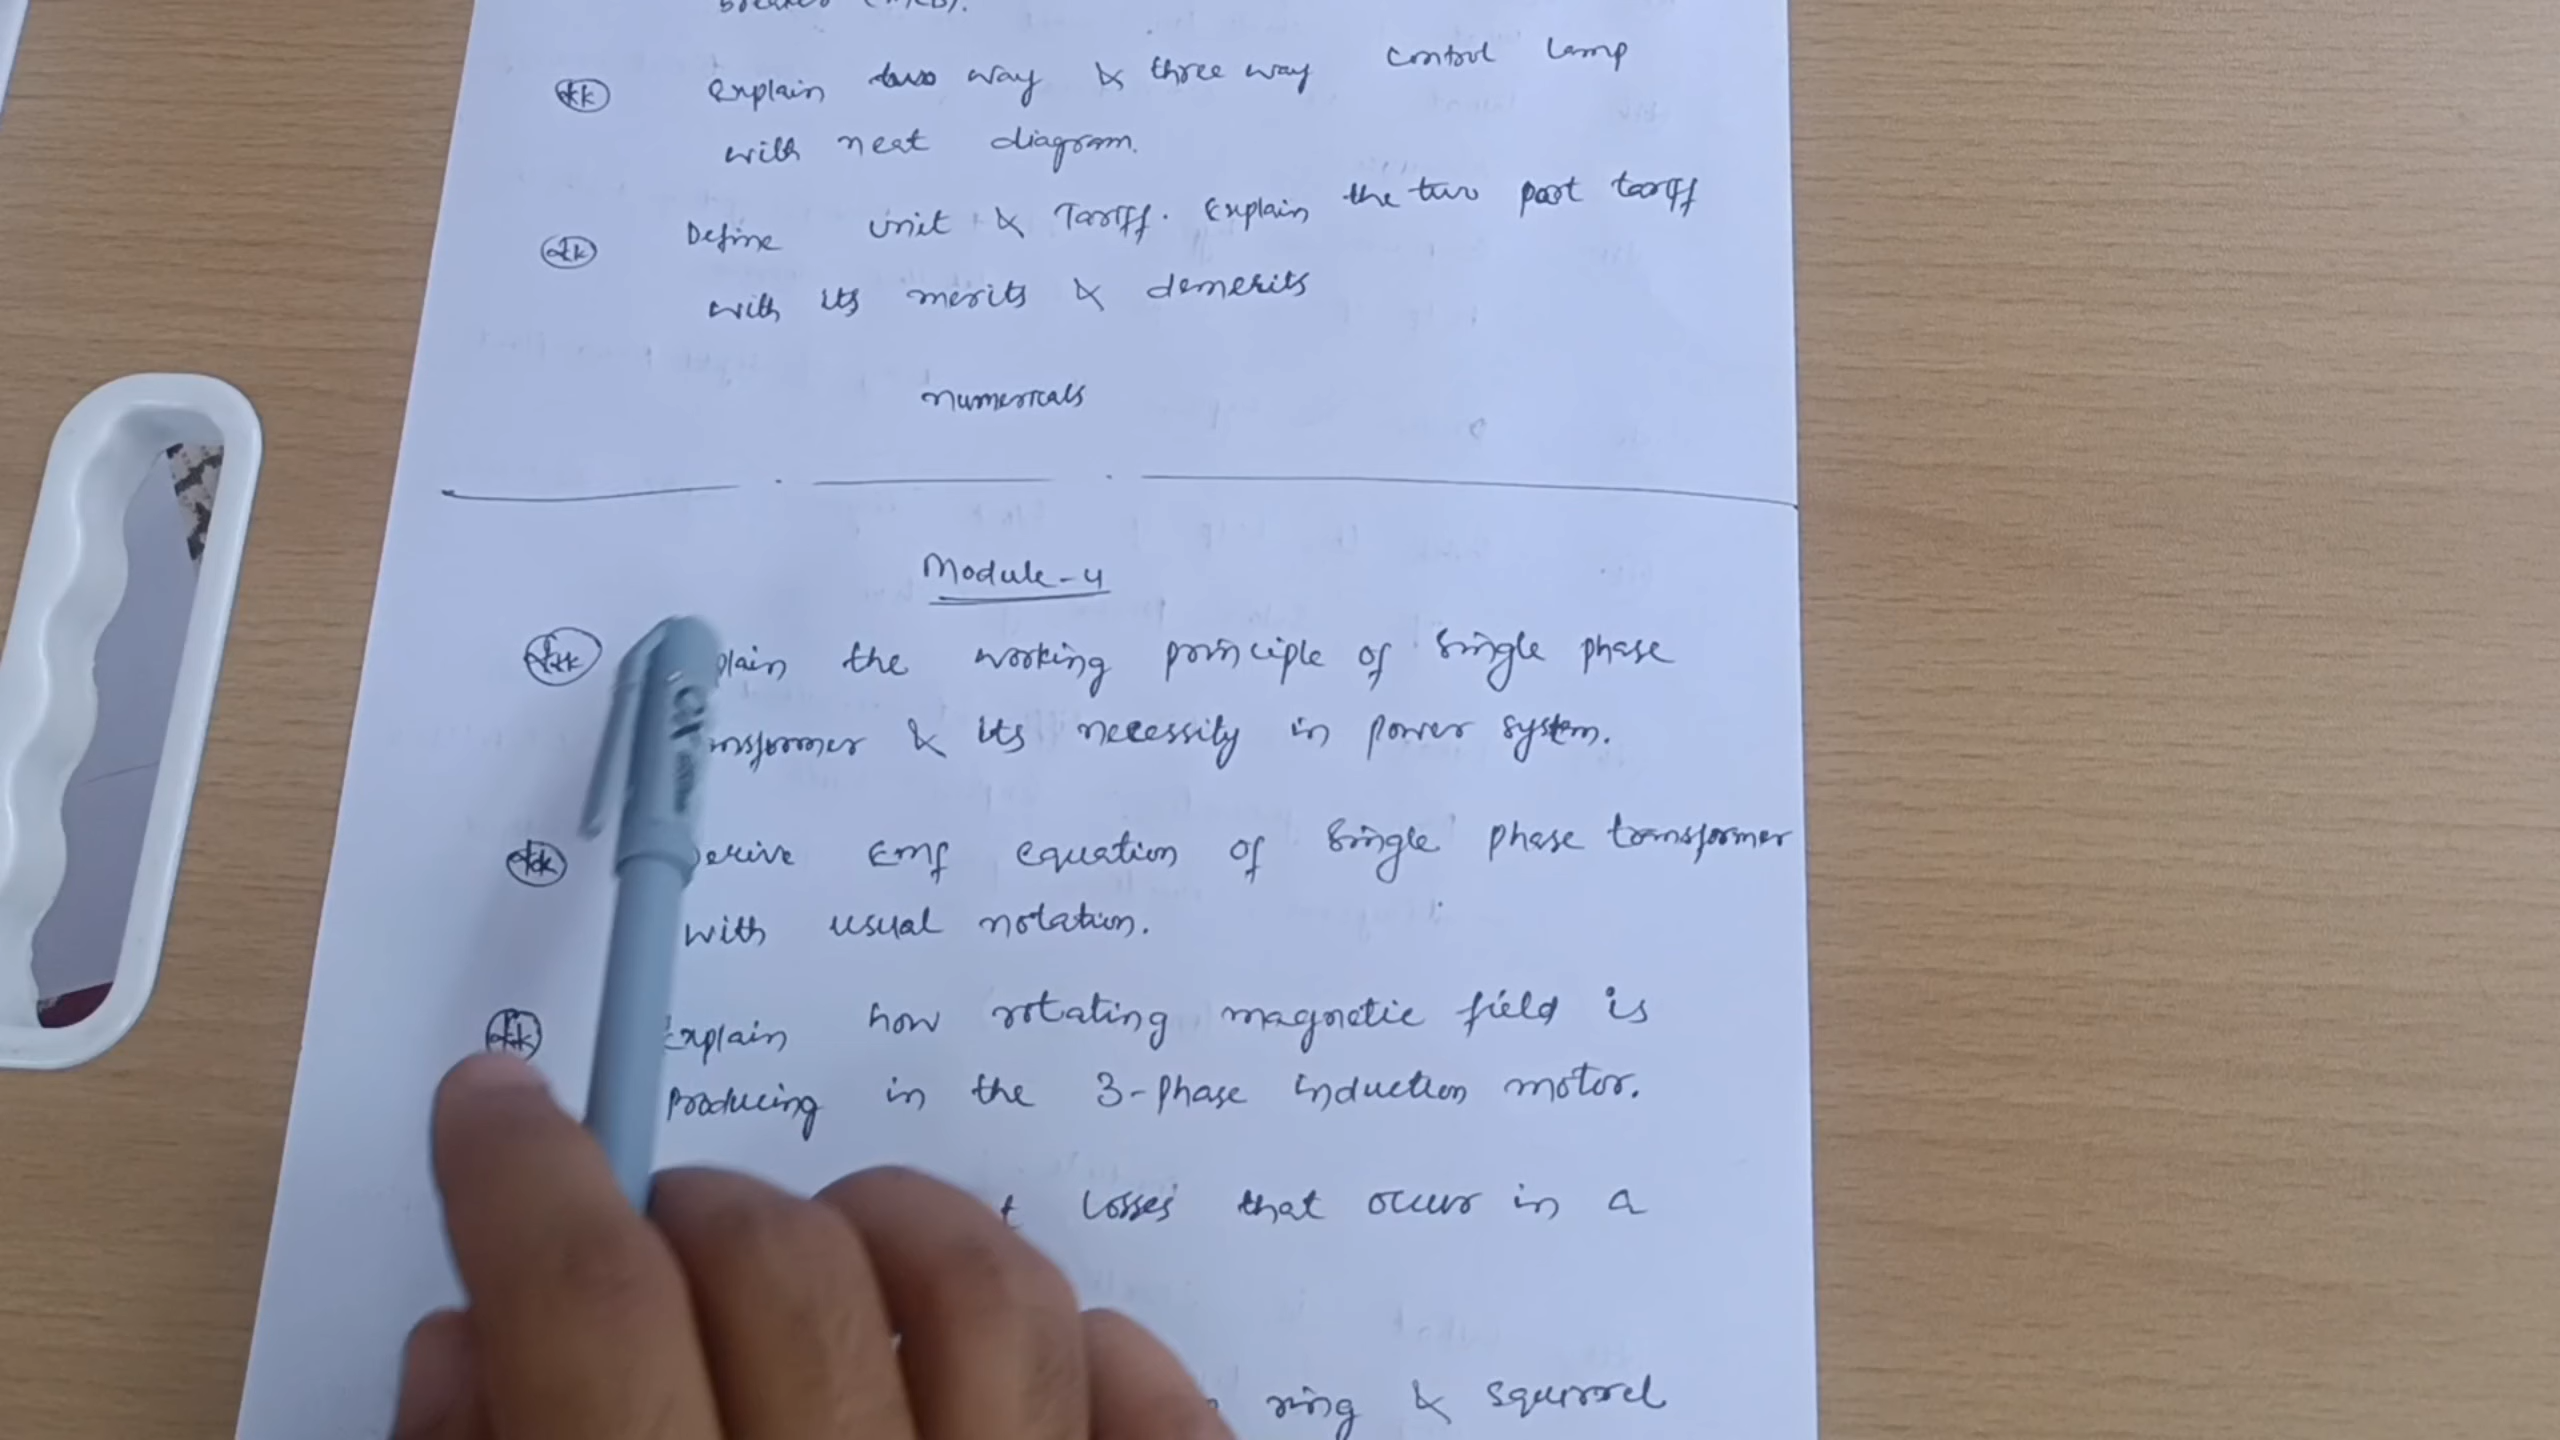 explain two way & three way control lamp
with neat diagram.
Define unit & Tariff. Explain the two part tariff
with its merits & demerits
numericals
Module-4
plain the working principle of Single phase
nsformer & its necessity in power system.
Derive Emf equation of Single phase transformer
with usual notation.
Explain how rotating magnetic field is
producing in the 3-phase induction motor.
t losses that occur in a
ring & squirrel